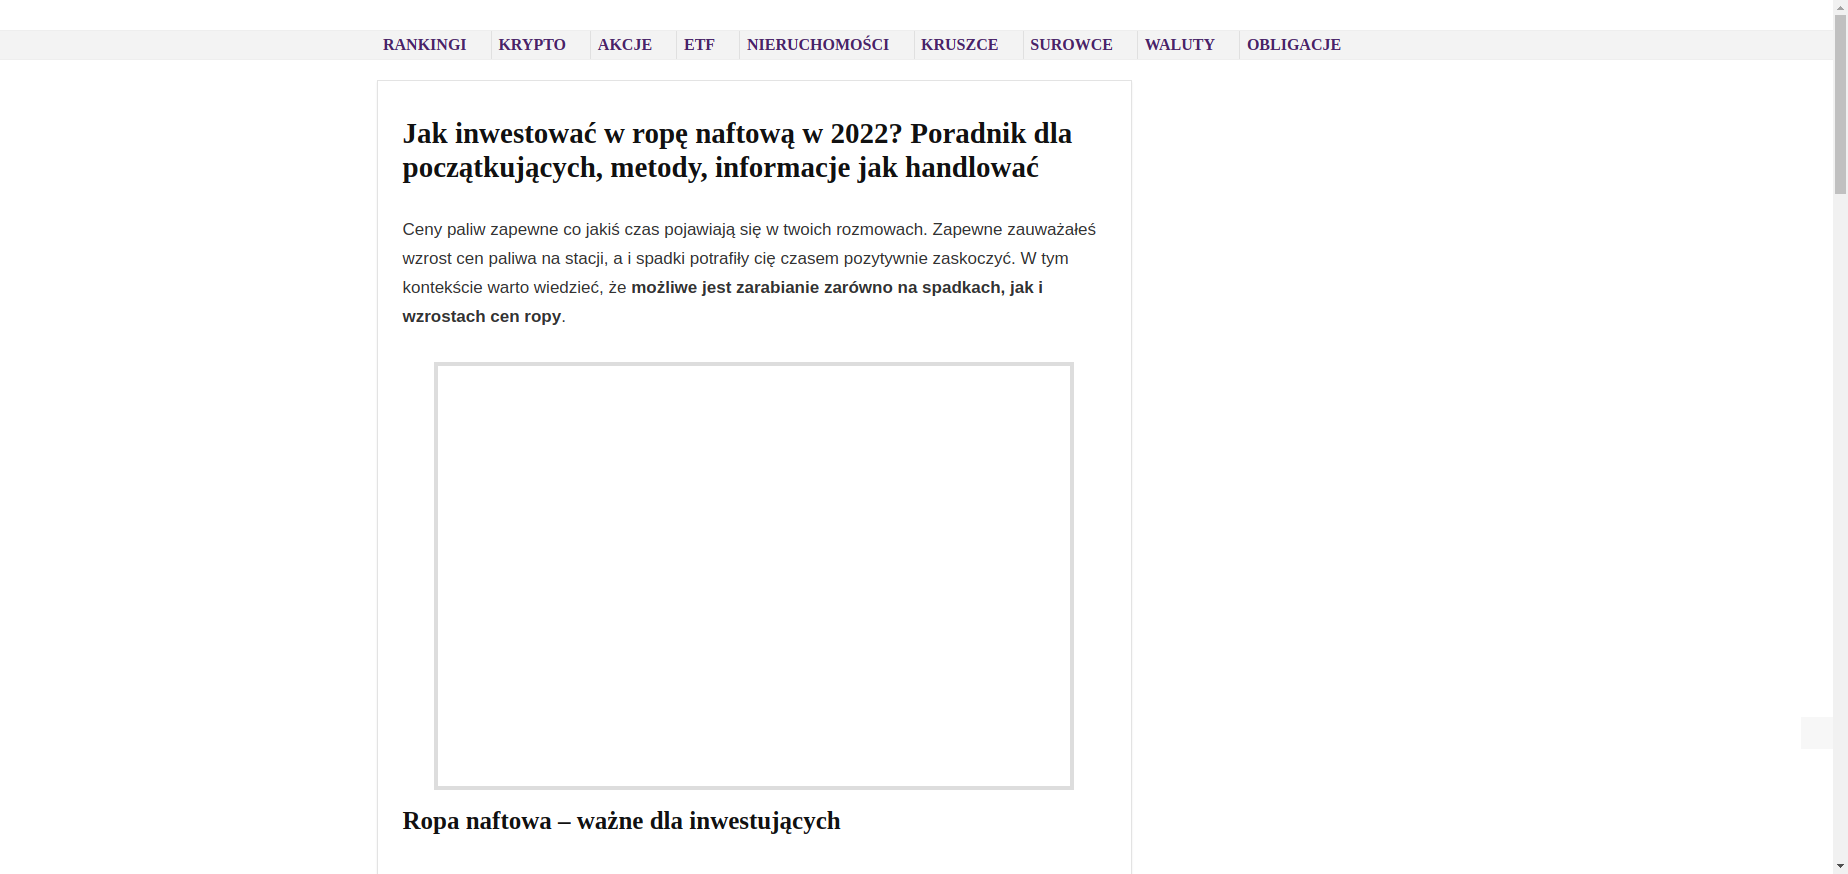 RANKINGI KRYPTO AKCJE ETF NIERUCHOMOŚCI KRUSZCE SUROWCE WALUTY OBLIGACJE
Jak inwestować w ropę naftową w 2022? Poradnik dla
początkujących, metody, informacje jak handlować
Ceny paliw zapewne co jakiś czas pojawiają się w twoich rozmowach. Zapewne zauważałeś
wzrost cen paliwa na stacji, a i spadki potrafiły cię czasem pozytywnie zaskoczyć. W tym
kontekście warto wiedzieć, że możliwe jest zarabianie zarówno na spadkach, jak i
wzrostach cen ropy.
Ropa naftowa – ważne dla inwestujących